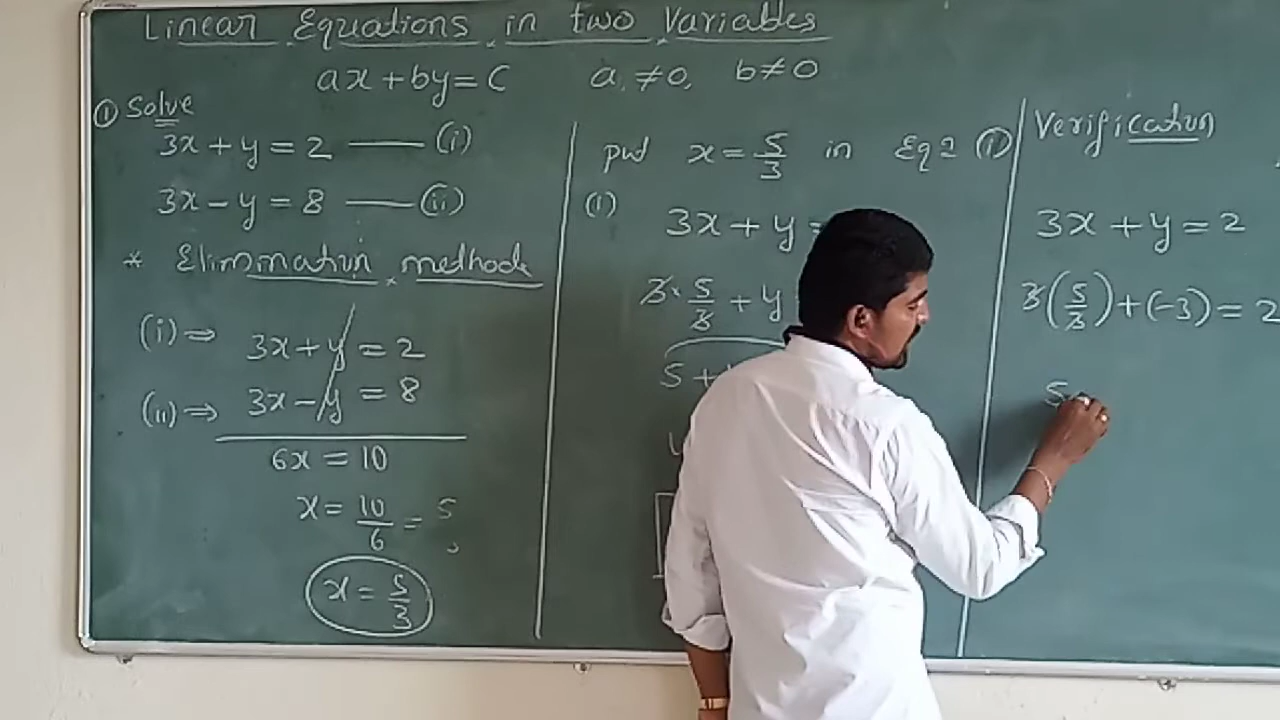 Linear Equations in two Variables
ax + by = C a ≠ 0, b ≠ 0
① Solve
3x + y = 2 —— (i)
3x − y = 8 —— (ii)
* Elimination methode
(i) ⇒ 3x + y = 2
(ii) ⇒ 3x − y = 8
6x = 10
x = 10/6 = 5
x = 5/3
put x = 5/3 in Eq2 ①
(1)
3x + y =
3 × 5/3 + y
5 +
Verification
3x + y = 2
3(5/3) + (−3) = 2
5